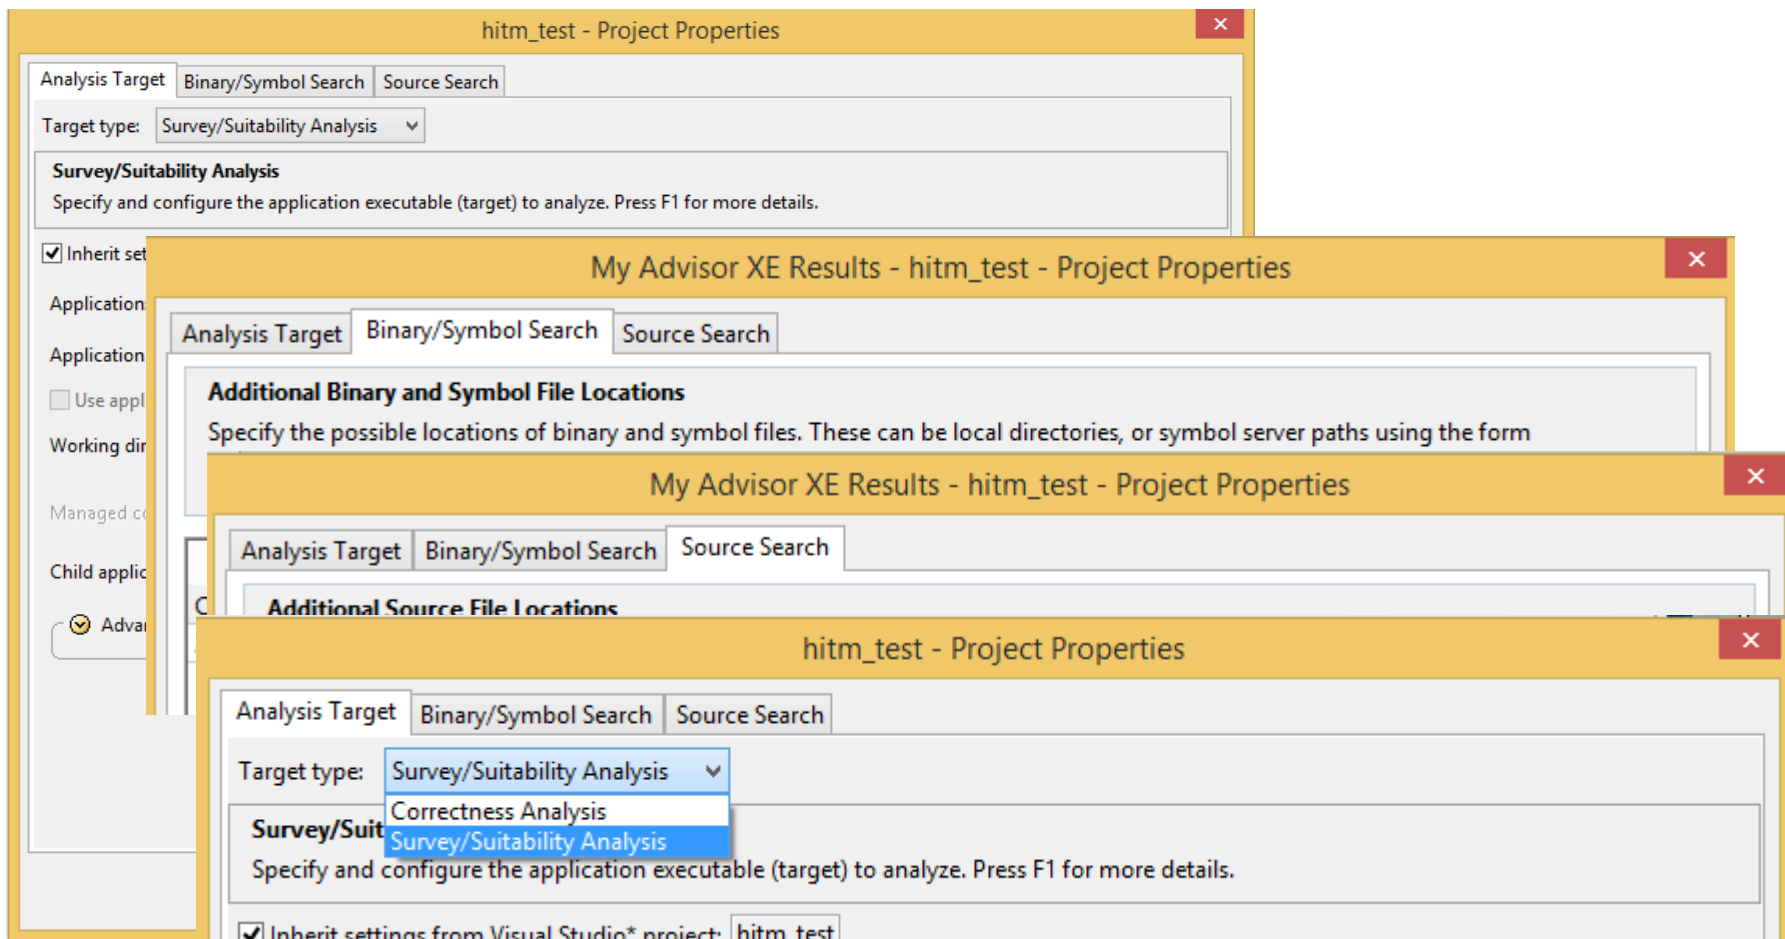 hitm_test - Project Properties
Analysis Target Binary/Symbol Search Source Search
Target type: Survey/Suitability Analysis
Survey/Suitability Analysis
Specify and configure the application executable (target) to analyze. Press F1 for more details.
Inherit set
Application
Application
Use appl
Working dir
Managed
Child applic
Advan
My Advisor XE Results - hitm_test - Project Properties
Analysis Target Binary/Symbol Search Source Search
Additional Binary and Symbol File Locations
Specify the possible locations of binary and symbol files. These can be local directories, or symbol server paths using the form
My Advisor XE Results - hitm_test - Project Properties
Analysis Target Binary/Symbol Search Source Search
Additional Source File Locations
hitm_test - Project Properties
Analysis Target Binary/Symbol Search Source Search
Target type: Survey/Suitability Analysis
Correctness Analysis
Survey/Suitability Analysis
Survey/Suit
Specify and configure the application executable (target) to analyze. Press F1 for more details.
Inherit settings from Visual Studio* project: hitm_test